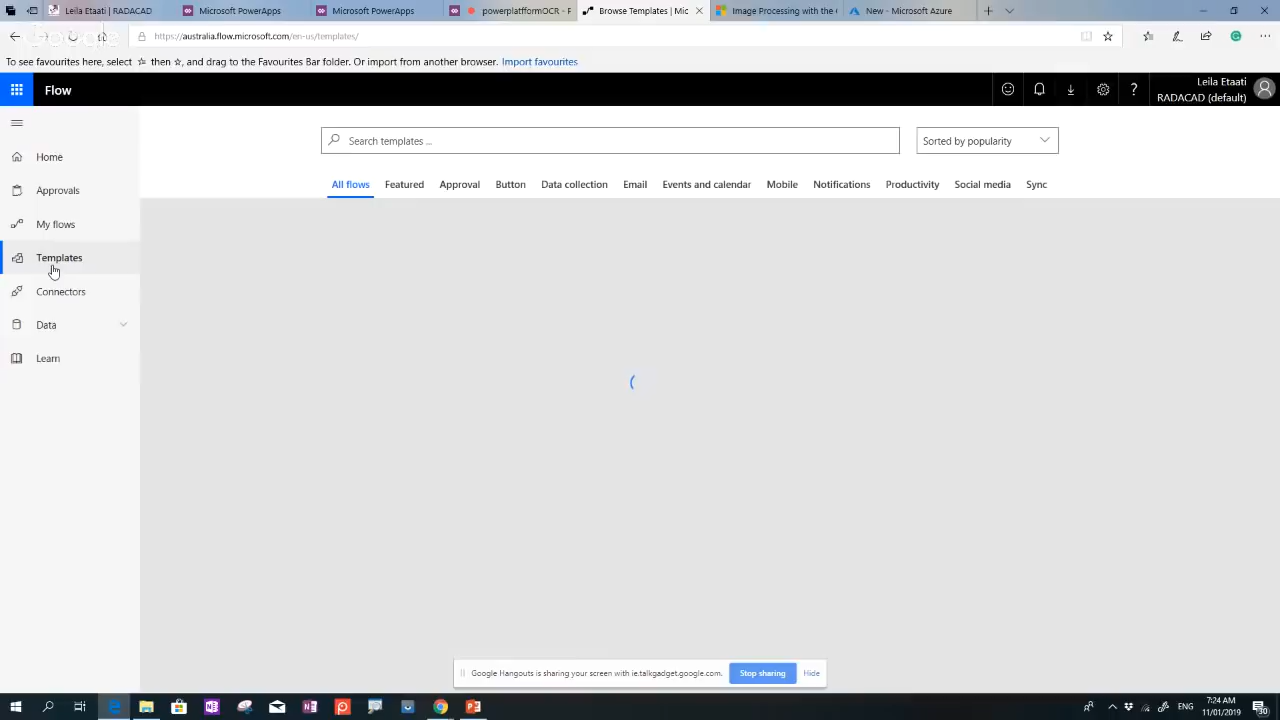 Leila Etaati | RADACAD
Microsoft PowerApps
Microsoft PowerApps
powerplattformOCR - F
Browse Templates | Mic
Image Processing with the
New - Microsoft Azure
https://australia.flow.microsoft.com/en-us/templates/
To see favourites here, select ☆ then ☆, and drag to the Favourites Bar folder. Or import from another browser. Import favourites
Flow
Leila Etaati
RADACAD (default)
Search templates ...
Sorted by popularity
All flows Featured Approval Button Data collection Email Events and calendar Mobile Notifications Productivity Social media Sync
Home
Approvals
My flows
Templates
Connectors
Data
Learn
Google Hangouts is sharing your screen with ie.talkgadget.google.com. Stop sharing Hide
ENG
7:24 AM
11/01/2019
30